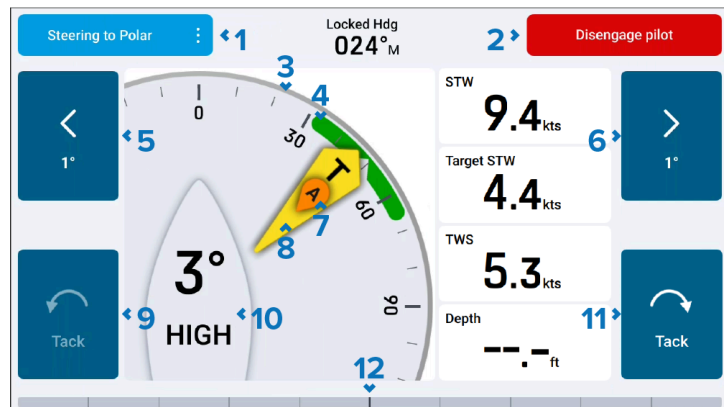 Steering to Polar
1
Locked Hdg
024°M
2
Disengage pilot
3
4
0
30
60
90
1°
5
T
A
7
8
3°
HIGH
10
STW
9.4kts
Target STW
4.4kts
TWS
5.3kts
Depth
--.-ft
6
1°
9
Tack
11
Tack
12